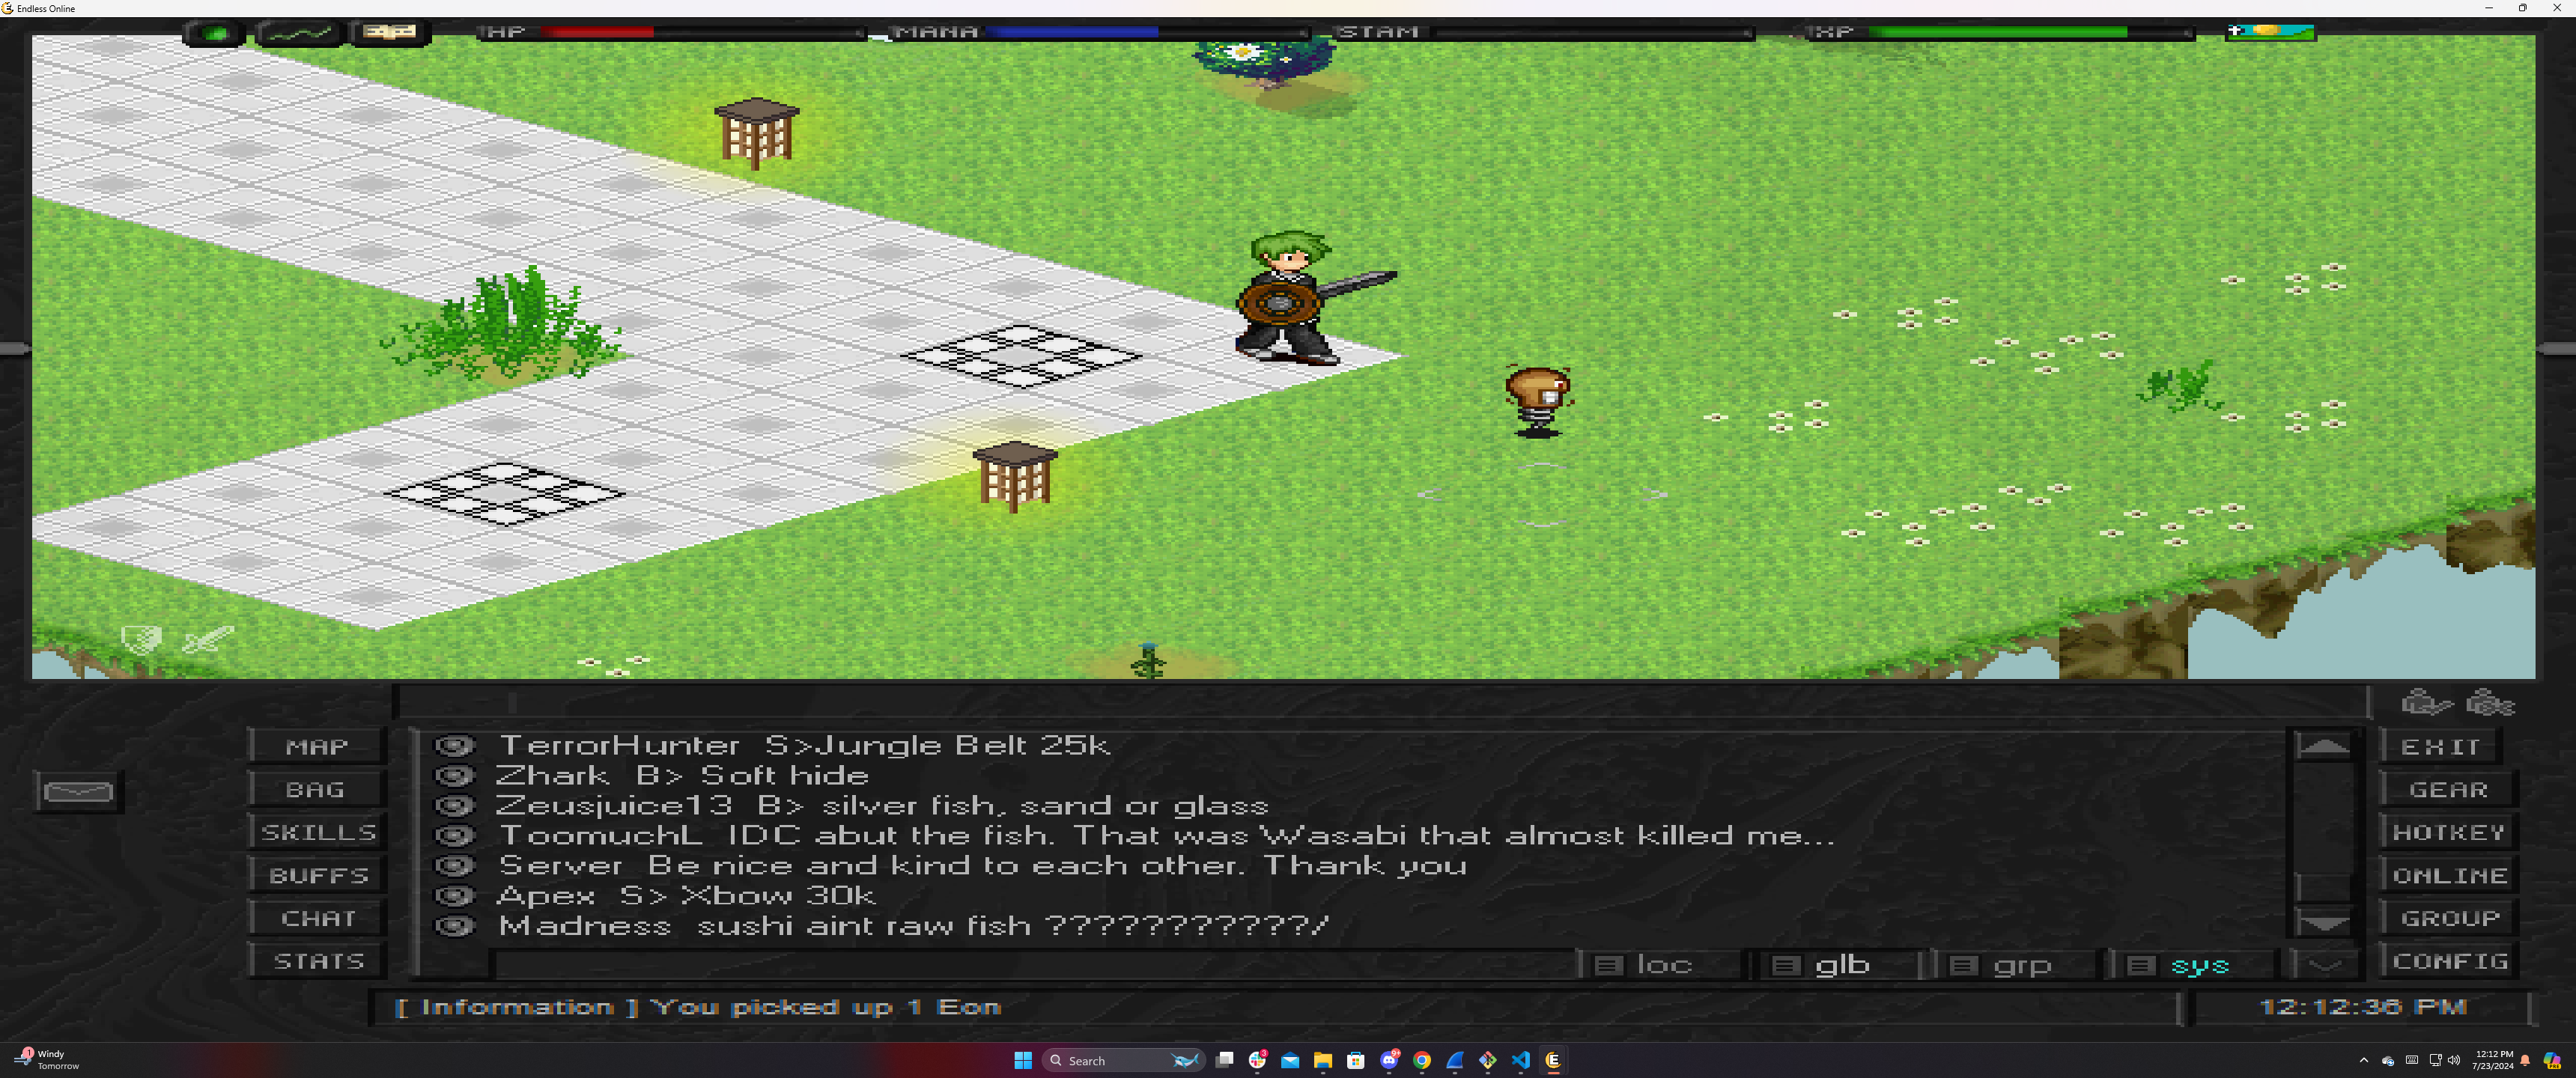 Endless Online
HP
MANA
STAM
XP
TerrorHunter S>Jungle Belt 25k
Zhark B> Soft hide
Zeusjuice13 B> silver fish, sand or glass
ToomuchL IDC abut the fish. That was Wasabi that almost killed me...
Server Be nice and kind to each other. Thank you
Apex S> Xbow 30k
Madness sushi aint raw fish ???????????/
MAP
BAG
SKILLS
BUFFS
CHAT
STATS
EXIT
GEAR
HOTKEY
ONLINE
GROUP
CONFIG
loc
glb
grp
sys
[ Information ] You picked up 1 Eon
12:12:36 PM
1
Windy
Tomorrow
Search
3
9+
12:12 PM
7/23/2024